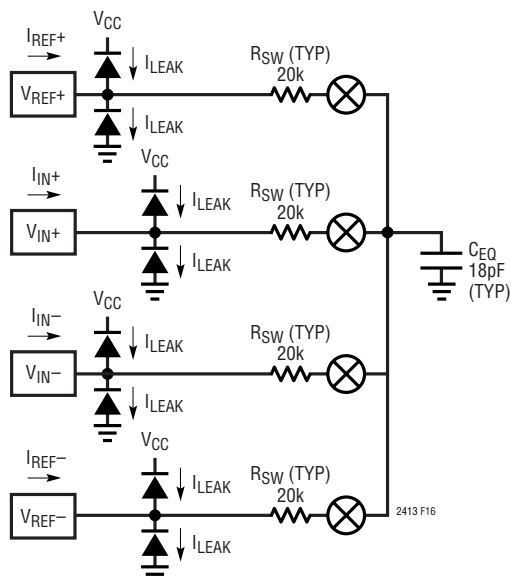 VCC
IREF+
ILEAK
RSW (TYP)
20k
VREF+
ILEAK
VCC
IIN+
ILEAK
RSW (TYP)
20k
VIN+
ILEAK
CEQ
18pF
(TYP)
VCC
IIN−
ILEAK
RSW (TYP)
20k
VIN−
ILEAK
VCC
IREF−
ILEAK
RSW (TYP)
20k
VREF−
2413 F16
ILEAK